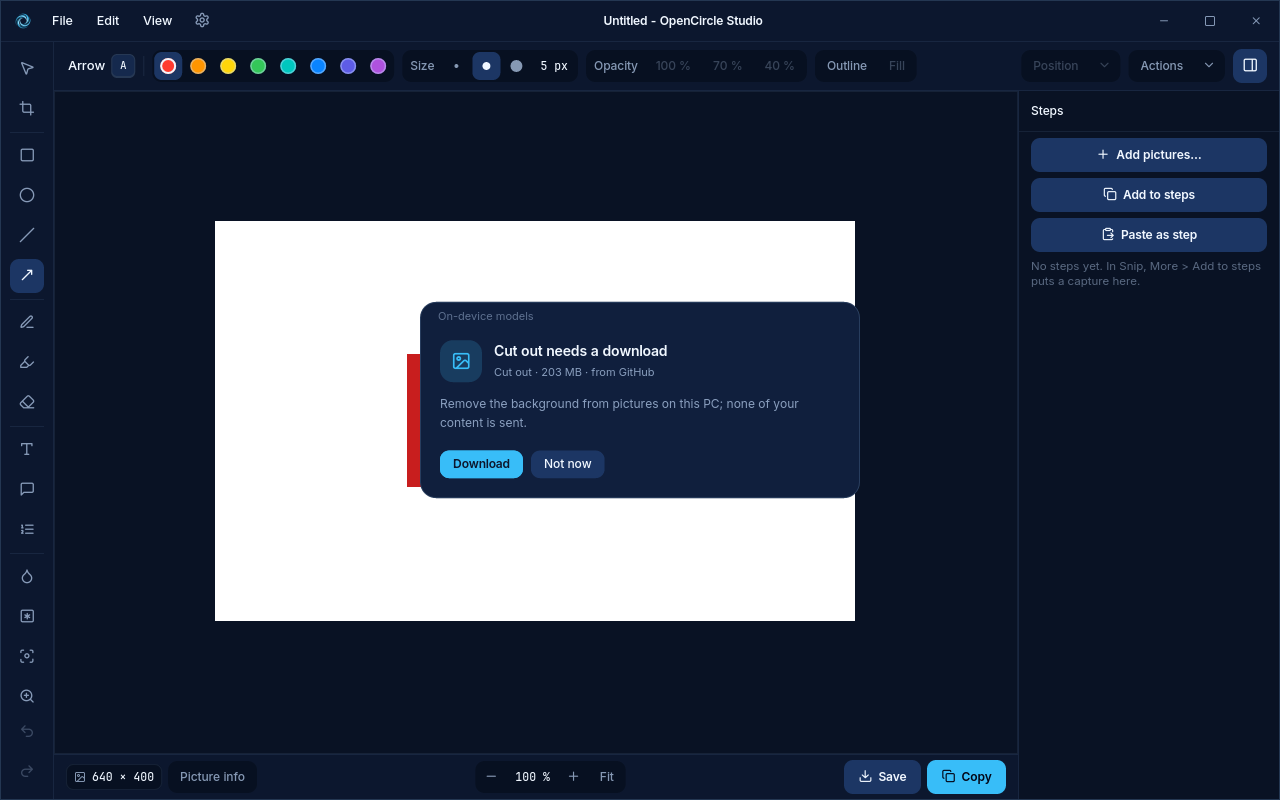 File Edit View
Untitled - OpenCircle Studio
Arrow A
Size 5 px
Opacity 100 % 70 % 40 %
Outline Fill
Position
Actions
Steps
Add pictures...
Add to steps
Paste as step
No steps yet. In Snip, More > Add to steps
puts a capture here.
On-device models
Cut out needs a download
Cut out · 203 MB · from GitHub
Remove the background from pictures on this PC; none of your
content is sent.
Download Not now
640 × 400
Picture info
100 %
Fit
Save
Copy